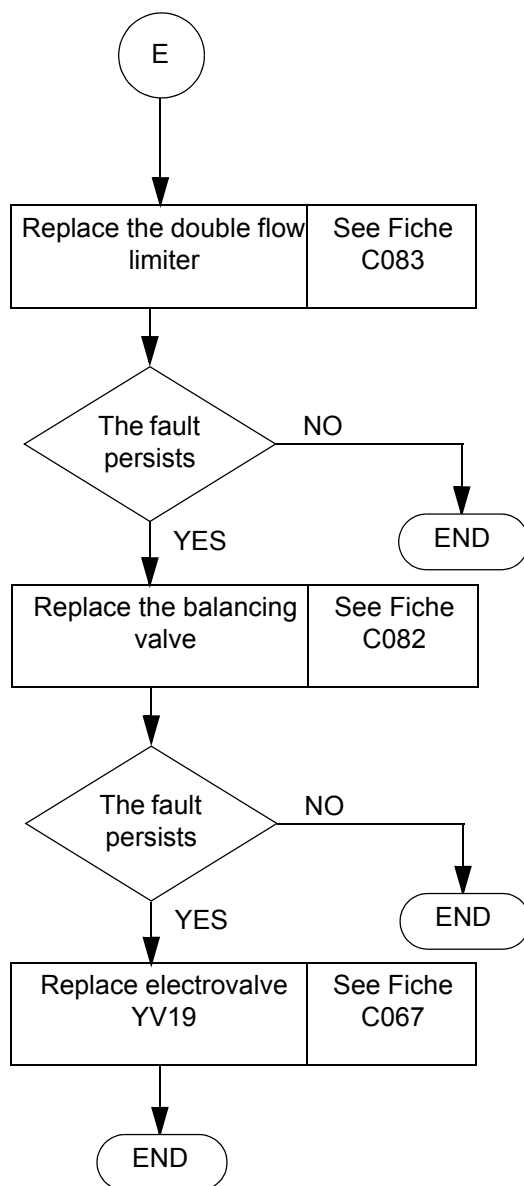 E
Replace the double flow
limiter
See Fiche
C083
The fault
persists
NO
END
YES
Replace the balancing
valve
See Fiche
C082
The fault
persists
NO
END
YES
Replace electrovalve
YV19
See Fiche
C067
END